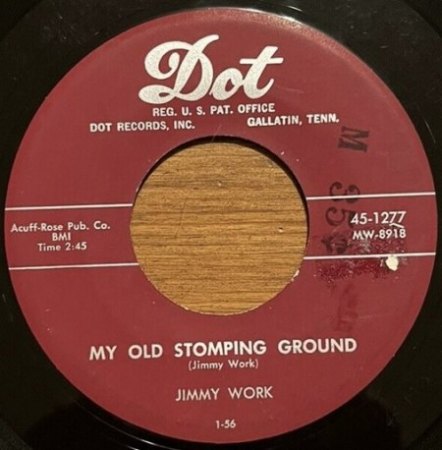 Dot
REG. U. S. PAT. OFFICE
DOT RECORDS, INC. GALLATIN, TENN.
Acuff-Rose Pub. Co.
BMI
Time 2:45
45-1277
MW-8918
M
MY OLD STOMPING GROUND
(Jimmy Work)
JIMMY WORK
1-56